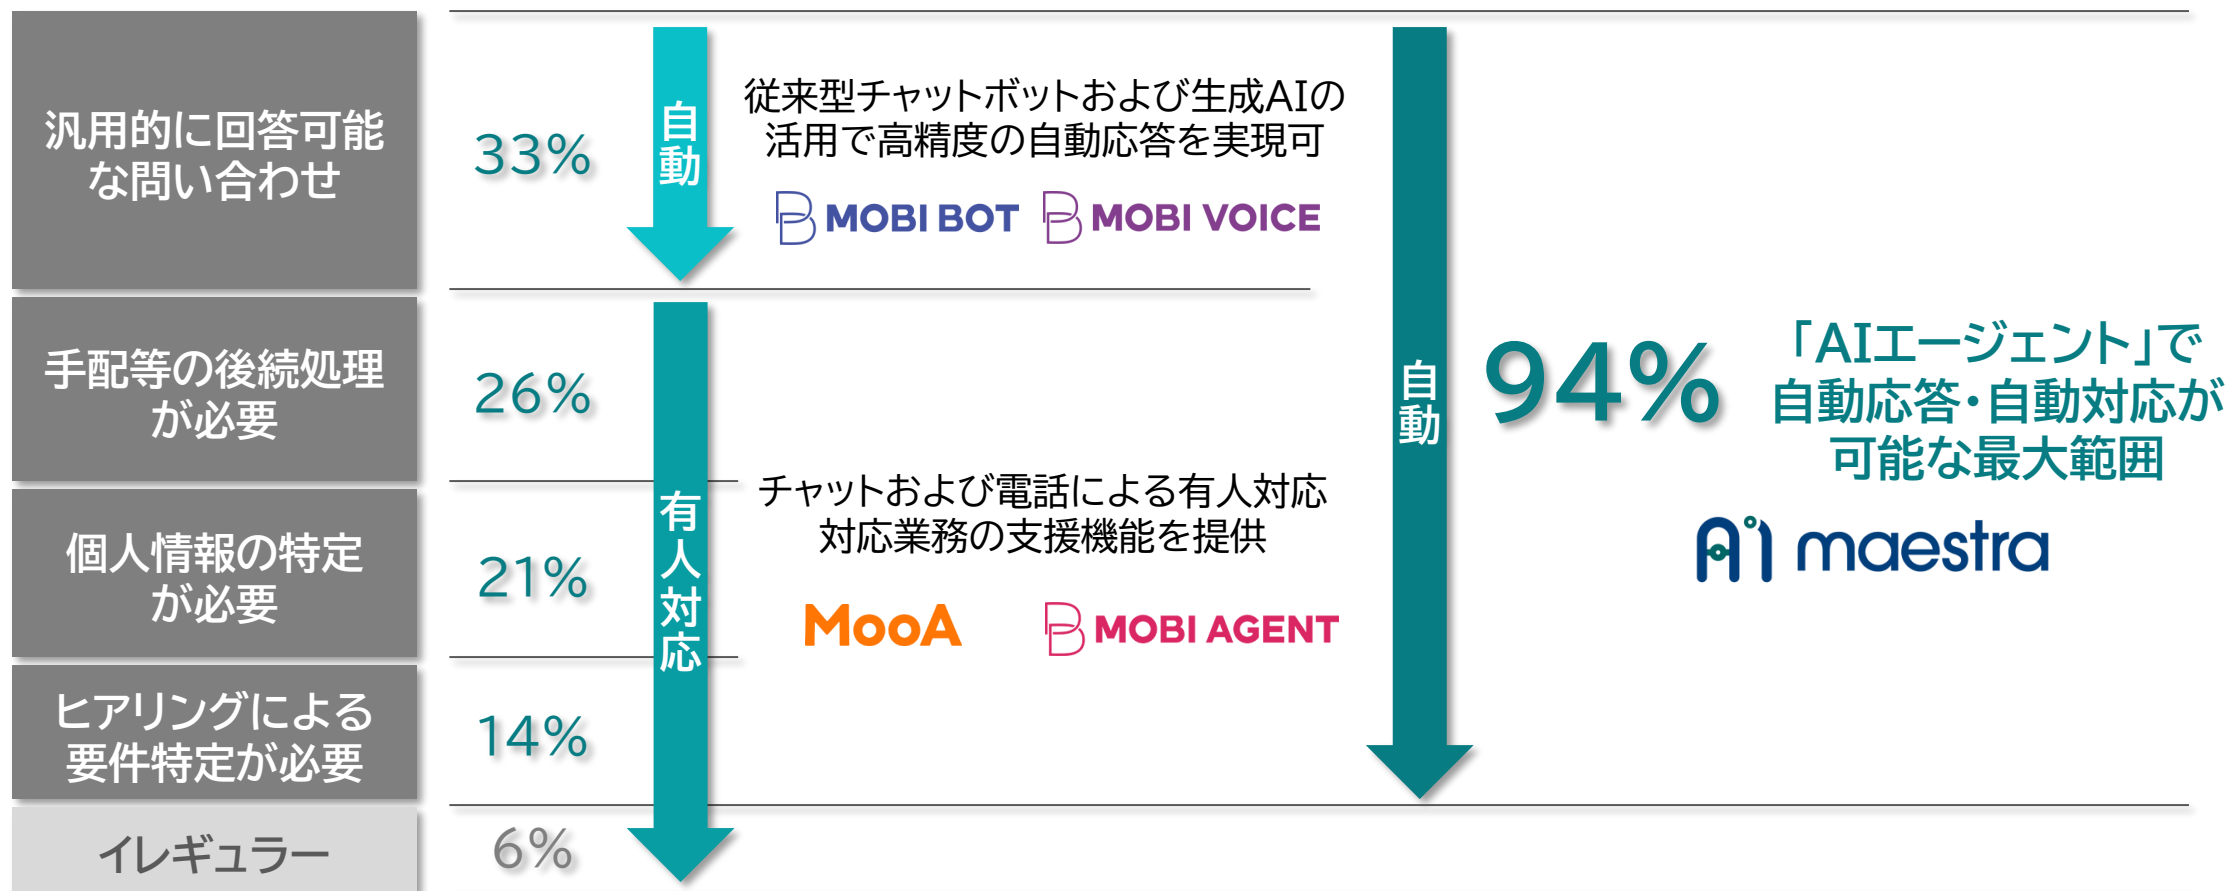 汎用的に回答可能
な問い合わせ
33%
自動
従来型チャットボットおよび生成AIの
活用で高精度の自動応答を実現可
MOBI BOT
MOBI VOICE
手配等の後続処理
が必要
26%
個人情報の特定
が必要
21%
ヒアリングによる
要件特定が必要
14%
イレギュラー
6%
有人対応
チャットおよび電話による有人対応
対応業務の支援機能を提供
MooA
MOBI AGENT
自動
94%
「AIエージェント」で
自動応答・自動対応が
可能な最大範囲
maestra